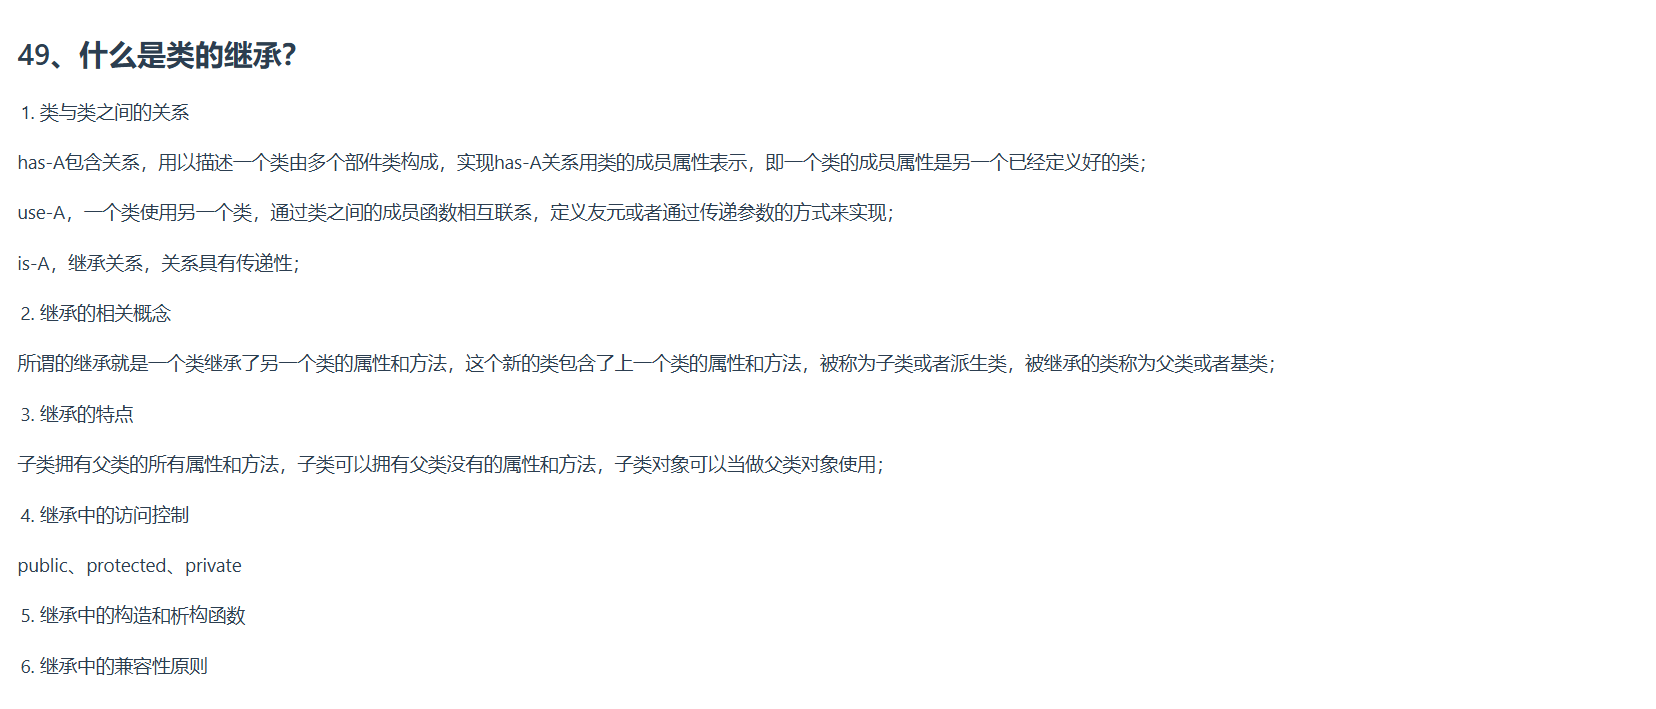 49、什么是类的继承？
1. 类与类之间的关系
has-A包含关系，用以描述一个类由多个部件类构成，实现has-A关系用类的成员属性表示，即一个类的成员属性是另一个已经定义好的类；
use-A，一个类使用另一个类，通过类之间的成员函数相互联系，定义友元或者通过传递参数的方式来实现；
is-A，继承关系，关系具有传递性；
2. 继承的相关概念
所谓的继承就是一个类继承了另一个类的属性和方法，这个新的类包含了上一个类的属性和方法，被称为子类或者派生类，被继承的类称为父类或者基类；
3. 继承的特点
子类拥有父类的所有属性和方法，子类可以拥有父类没有的属性和方法，子类对象可以当做父类对象使用；
4. 继承中的访问控制
public、protected、private
5. 继承中的构造和析构函数
6. 继承中的兼容性原则